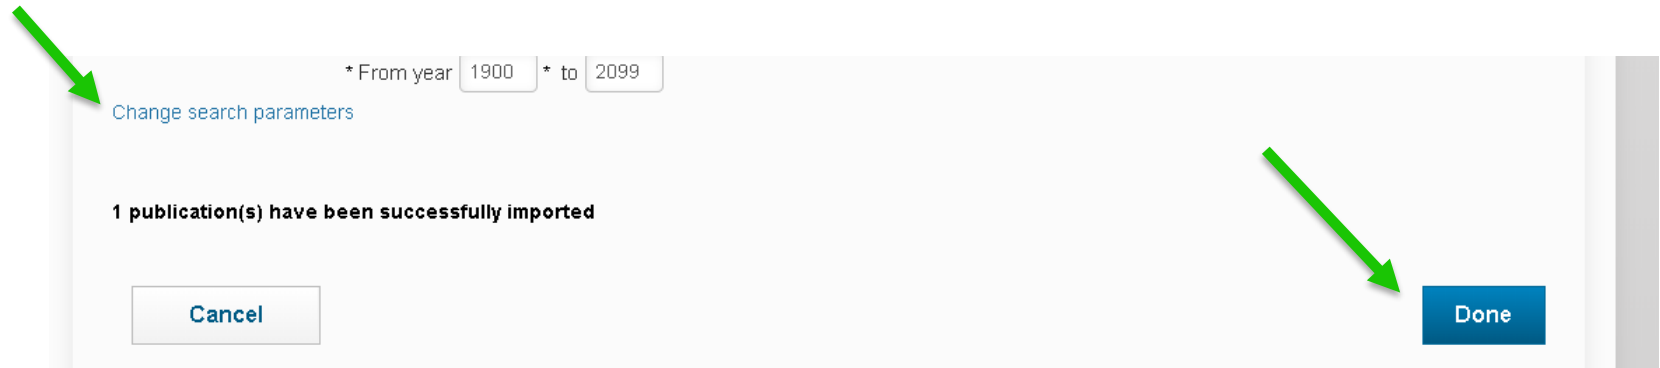 * From year 1900 * to 2099
Change search parameters
1 publication(s) have been successfully imported
Cancel Done